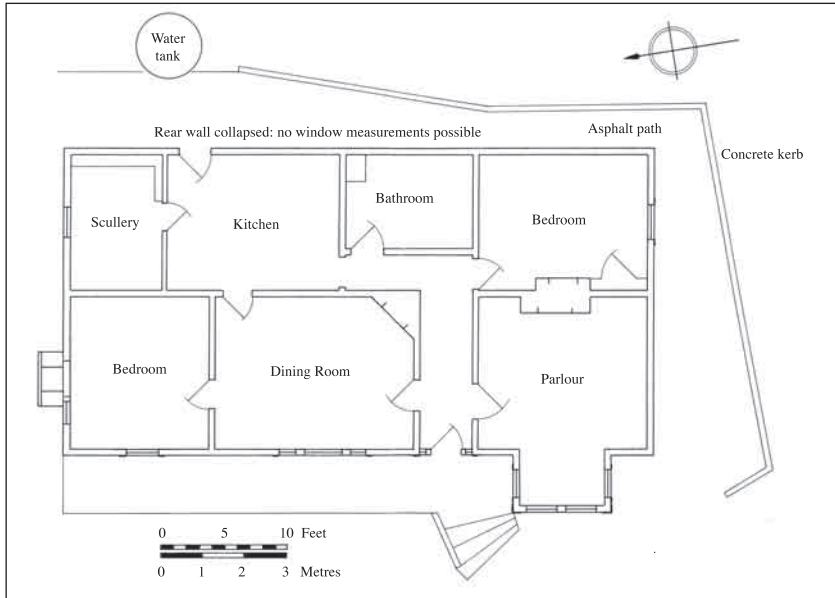 Water
tank
Rear wall collapsed: no window measurements possible
Asphalt path
Concrete kerb
Scullery
Kitchen
Bathroom
Bedroom
Bedroom
Dining Room
Parlour
0 5 10 Feet
0 1 2 3 Metres